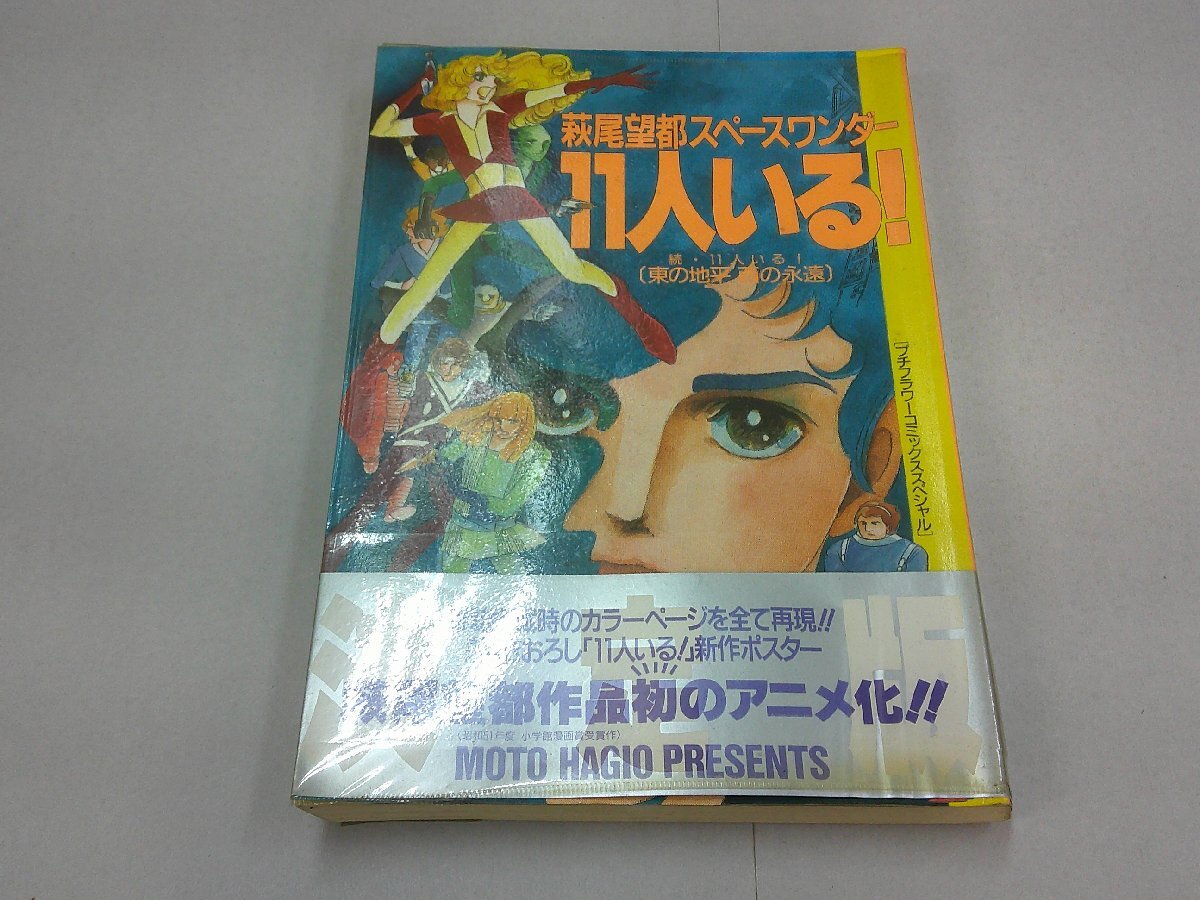 萩尾望都スペースワンダー
11人いる!
続・11人いる!
〔東の地平 の永遠〕
[プチフラワーコミックススペシャル]
時のカラーページを全て再現!!
おろし「11人いる!」新作ポスター
都作品初のアニメ化!!
小学館漫画賞受賞作)
MOTO HAGIO PRESENTS
版